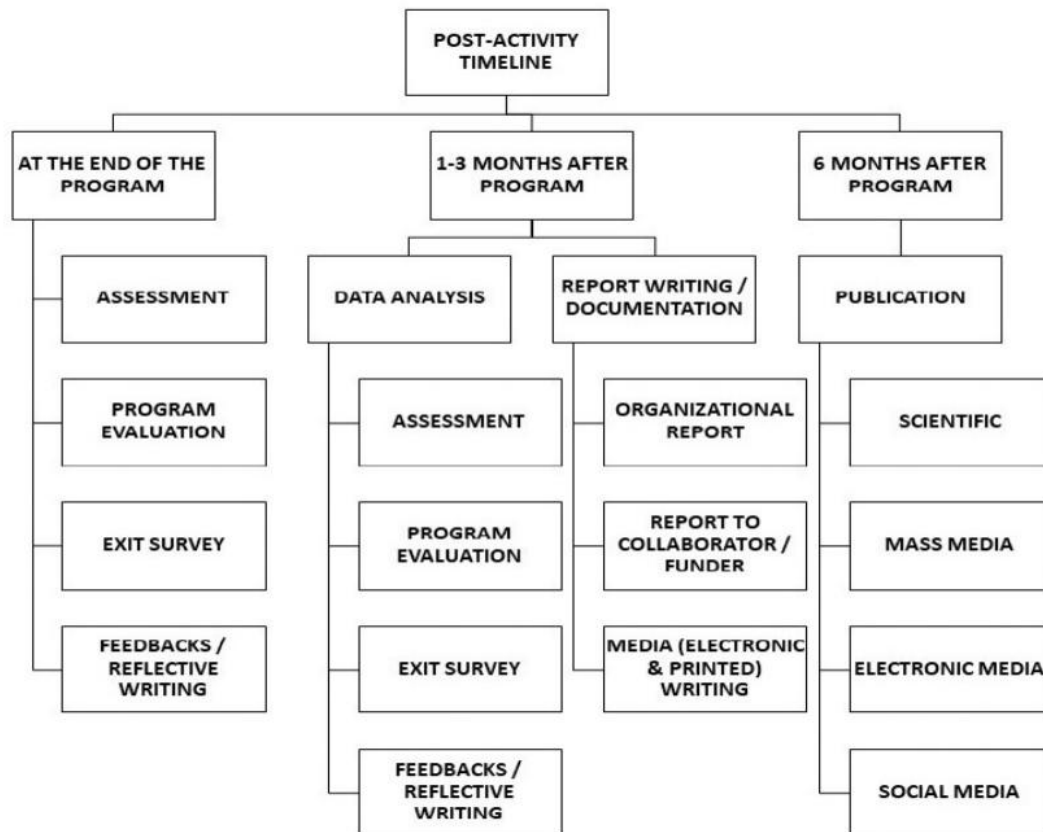 POST-ACTIVITY
TIMELINE
AT THE END OF THE
PROGRAM
1-3 MONTHS AFTER
PROGRAM
6 MONTHS AFTER
PROGRAM
ASSESSMENT
DATA ANALYSIS
REPORT WRITING /
DOCUMENTATION
PUBLICATION
PROGRAM
EVALUATION
ASSESSMENT
ORGANIZATIONAL
REPORT
SCIENTIFIC
EXIT SURVEY
PROGRAM
EVALUATION
REPORT TO
COLLABORATOR /
FUNDER
MASS MEDIA
FEEDBACKS /
REFLECTIVE
WRITING
EXIT SURVEY
MEDIA (ELECTRONIC
& PRINTED)
WRITING
ELECTRONIC MEDIA
FEEDBACKS /
REFLECTIVE
WRITING
SOCIAL MEDIA